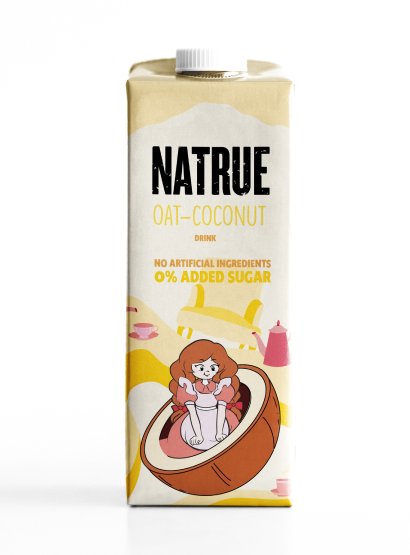 NATRUE
OAT-COCONUT
DRINK
NO ARTIFICIAL INGREDIENTS
0% ADDED SUGAR